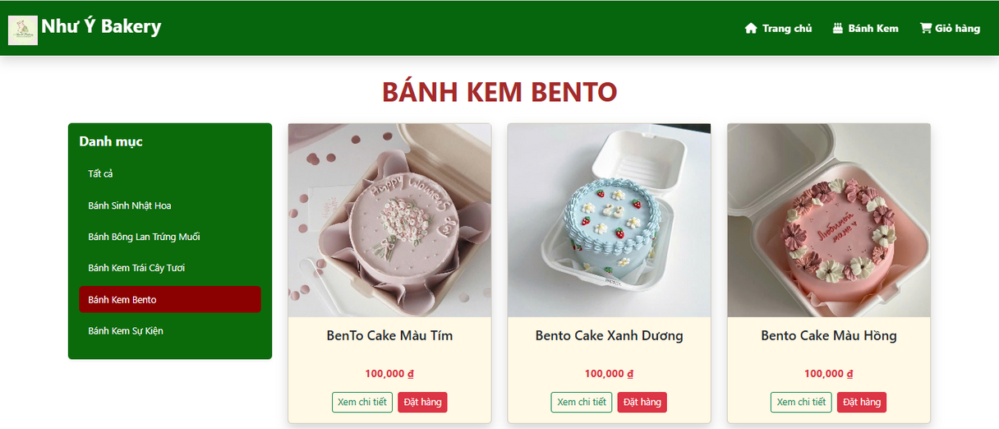 Như Ý Bakery
Trang chủ
Bánh Kem
Giỏ hàng
BÁNH KEM BENTO
Danh mục
Tất cả
Bánh Sinh Nhật Hoa
Bánh Bông Lan Trứng Muối
Bánh Kem Trái Cây Tươi
Bánh Kem Bento
Bánh Kem Sự Kiện
Happy Women's Day
BenTo Cake Màu Tím
100,000 ₫
Xem chi tiết
Đặt hàng
Bento Cake Xanh Dương
100,000 ₫
Xem chi tiết
Đặt hàng
Любимой
маме
Bento Cake Màu Hồng
100,000 ₫
Xem chi tiết
Đặt hàng